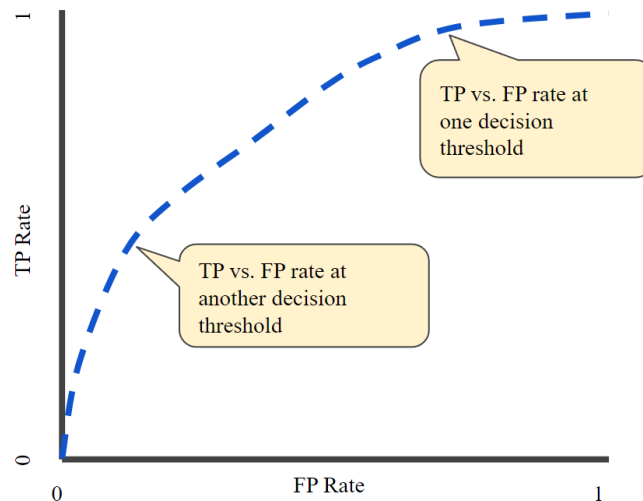 1
TP vs. FP rate at
one decision
threshold
TP Rate
TP vs. FP rate at
another decision
threshold
0
0
FP Rate
1